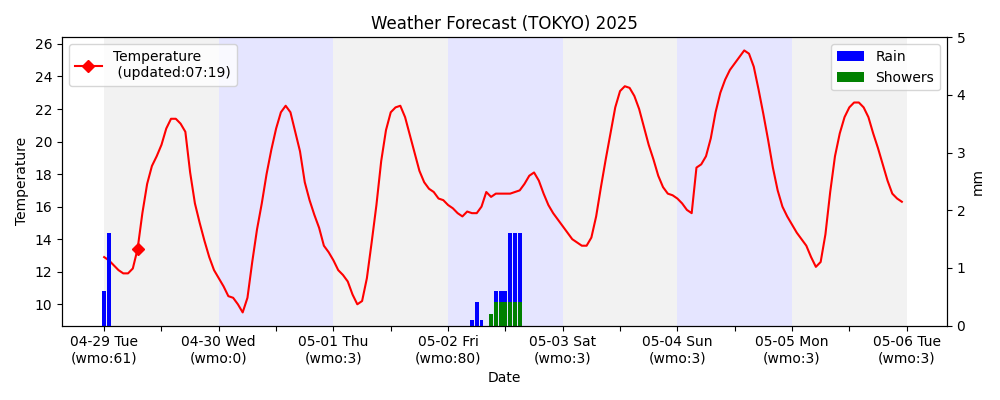 Weather Forecast (TOKYO) 2025
Temperature
(updated:07:19)
Rain
Showers
26
24
22
20
18
16
14
12
10
Temperature
5
4
3
2
1
0
mm
04-29 Tue
(wmo:61)
04-30 Wed
(wmo:0)
05-01 Thu
(wmo:3)
05-02 Fri
(wmo:80)
05-03 Sat
(wmo:3)
05-04 Sun
(wmo:3)
05-05 Mon
(wmo:3)
05-06 Tue
(wmo:3)
Date